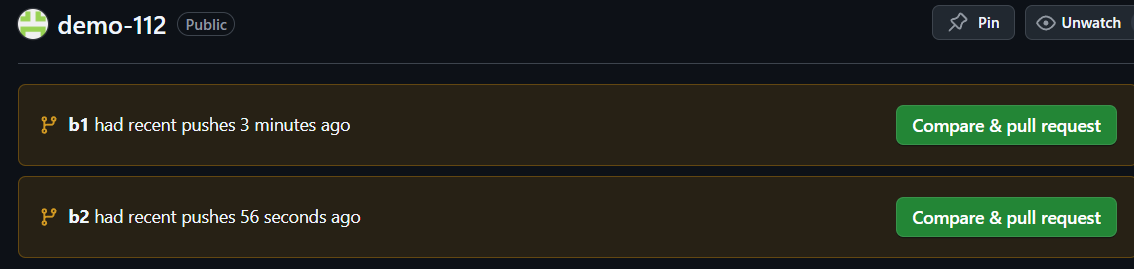 demo-112 Public Pin Unwatch
b1 had recent pushes 3 minutes ago Compare & pull request
b2 had recent pushes 56 seconds ago Compare & pull request